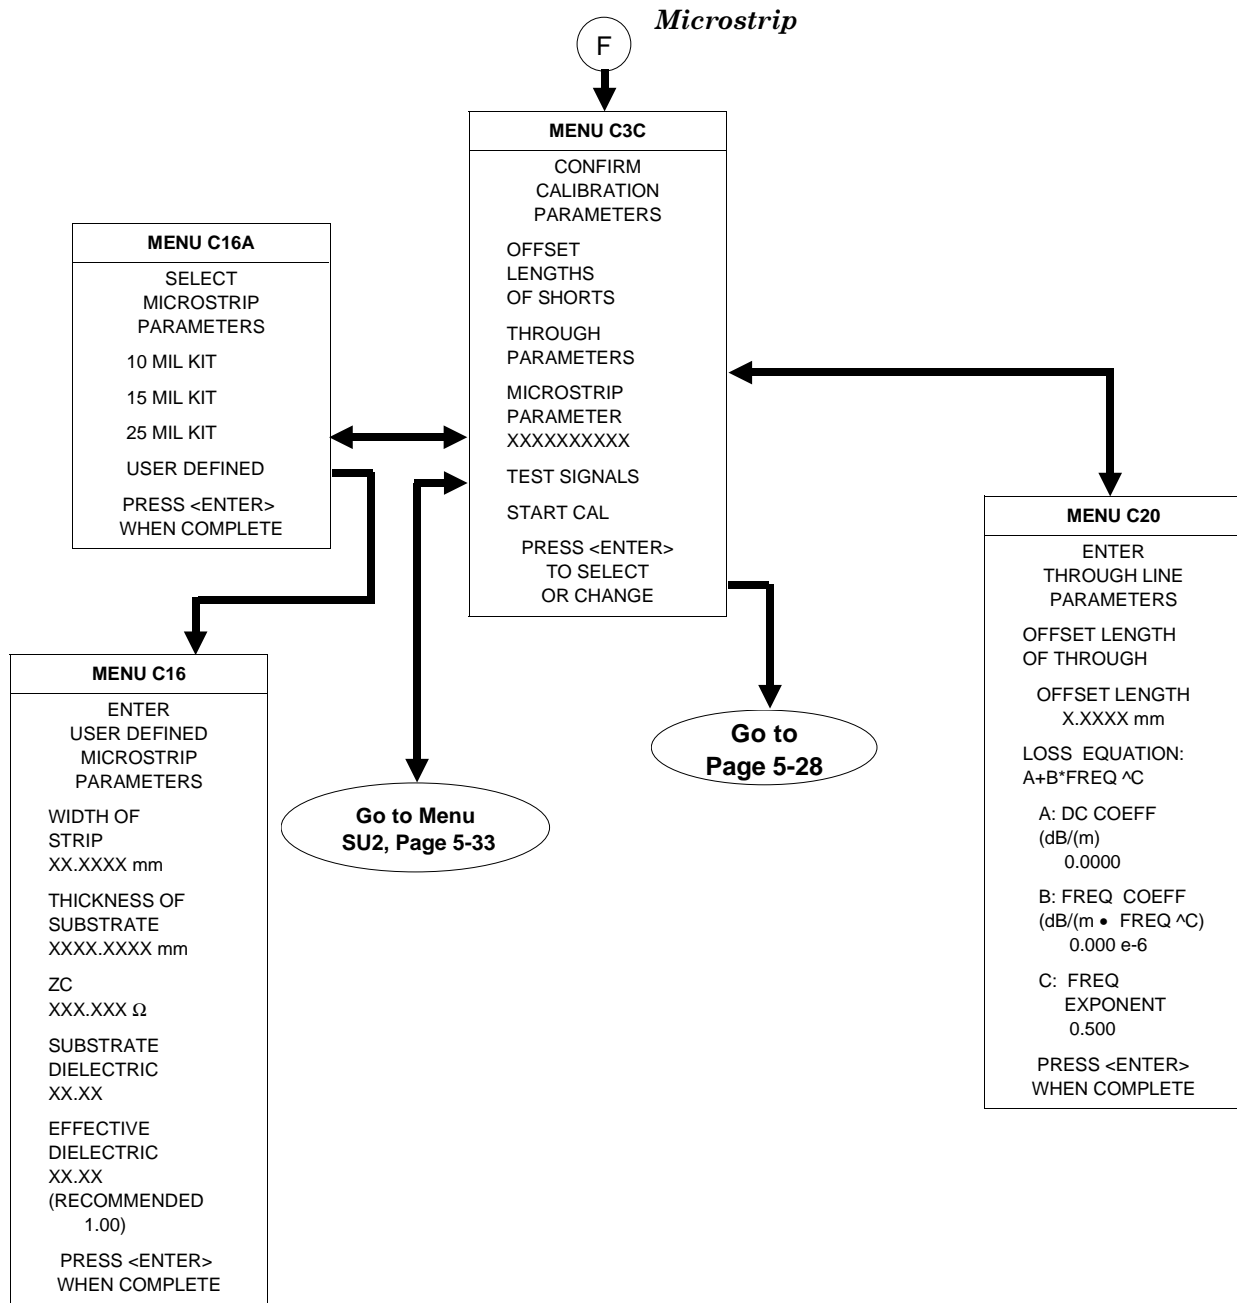 Microstrip
F
MENU C3C
CONFIRM
CALIBRATION
PARAMETERS
OFFSET
LENGTHS
OF SHORTS
THROUGH
PARAMETERS
MICROSTRIP
PARAMETER
XXXXXXXXXX
TEST SIGNALS
START CAL
PRESS <ENTER>
TO SELECT
OR CHANGE
MENU C16A
SELECT
MICROSTRIP
PARAMETERS
10 MIL KIT
15 MIL KIT
25 MIL KIT
USER DEFINED
PRESS <ENTER>
WHEN COMPLETE
MENU C16
ENTER
USER DEFINED
MICROSTRIP
PARAMETERS
WIDTH OF
STRIP
XX.XXXX mm
THICKNESS OF
SUBSTRATE
XXXX.XXXX mm
ZC
XXX.XXX Ω
SUBSTRATE
DIELECTRIC
XX.XX
EFFECTIVE
DIELECTRIC
XX.XX
(RECOMMENDED
1.00)
PRESS <ENTER>
WHEN COMPLETE
Go to Menu
SU2, Page 5-33
Go to
Page 5-28
MENU C20
ENTER
THROUGH LINE
PARAMETERS
OFFSET LENGTH
OF THROUGH
OFFSET LENGTH
X.XXXX mm
LOSS EQUATION:
A+B*FREQ ^C
A: DC COEFF
(dB/(m)
0.0000
B: FREQ COEFF
(dB/(m • FREQ ^C)
0.000 e-6
C: FREQ
EXPONENT
0.500
PRESS <ENTER>
WHEN COMPLETE